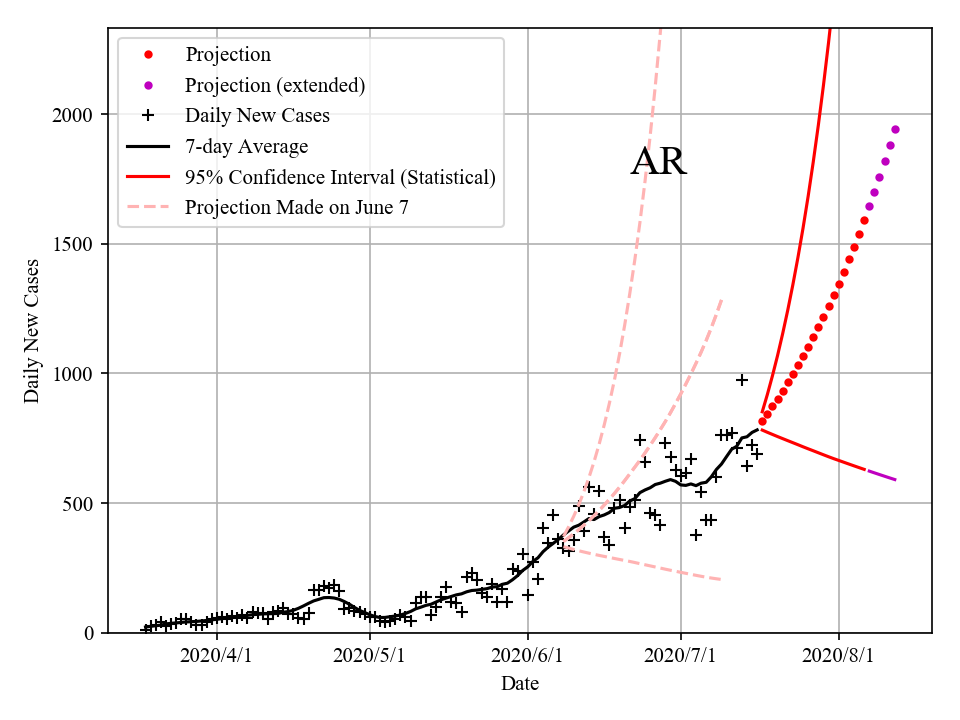 Projection
Projection (extended)
Daily New Cases
7-day Average
95% Confidence Interval (Statistical)
Projection Made on June 7
AR
2000
1500
1000
500
0
Daily New Cases
2020/4/1 2020/5/1 2020/6/1 2020/7/1 2020/8/1
Date